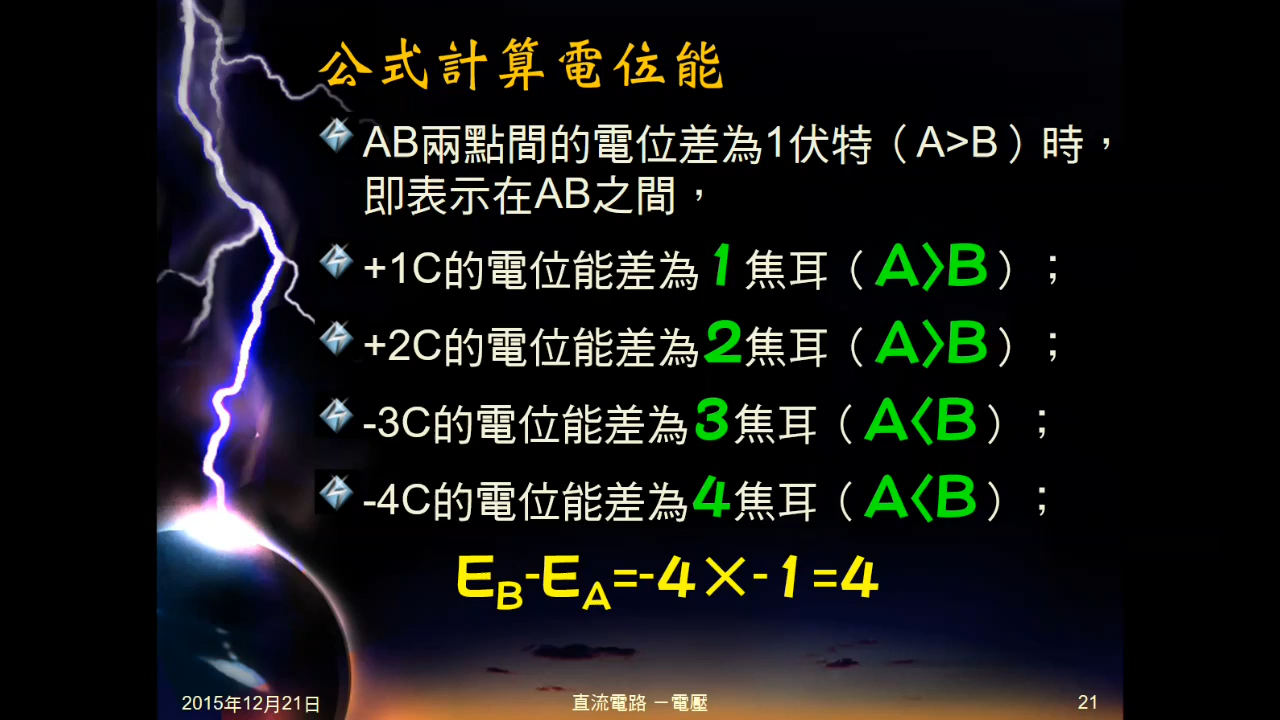 公式計算電位能
AB兩點間的電位差為1伏特（A>B）時，
即表示在AB之間，
+1C的電位能差為1焦耳（A>B）；
+2C的電位能差為2焦耳（A>B）；
-3C的電位能差為3焦耳（A<B）；
-4C的電位能差為4焦耳（A<B）；
EB-EA=-4×-1=4
2015年12月21日
直流電路－電壓
21